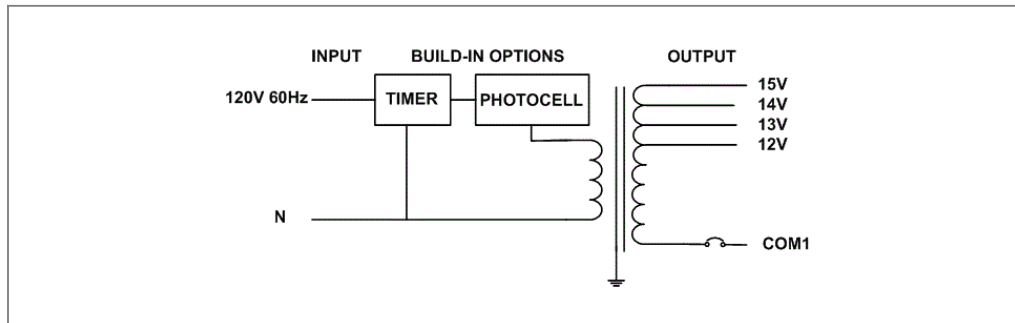 INPUT BUILD-IN OPTIONS OUTPUT
120V 60Hz TIMER PHOTOCELL 15V
14V
13V
12V
N
COM1